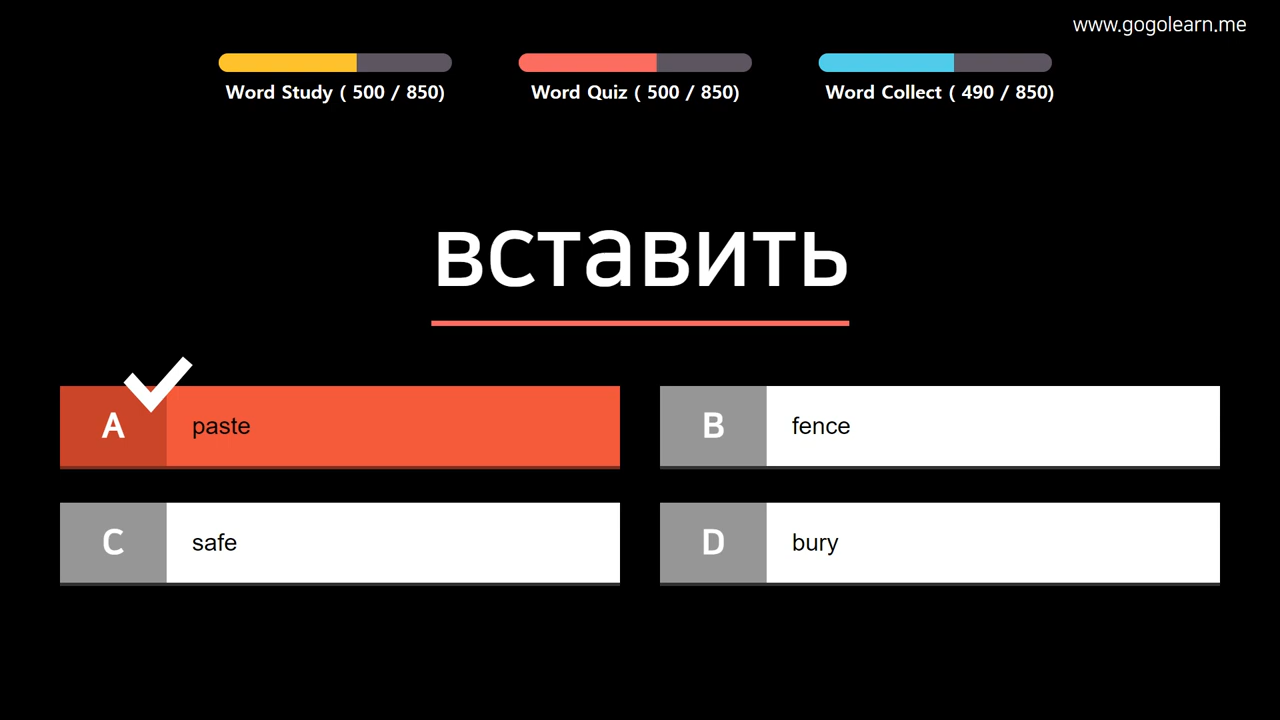 www.gogolearn.me
Word Study ( 500 / 850)
Word Quiz ( 500 / 850)
Word Collect ( 490 / 850)
вставить
A paste
B fence
C safe
D bury